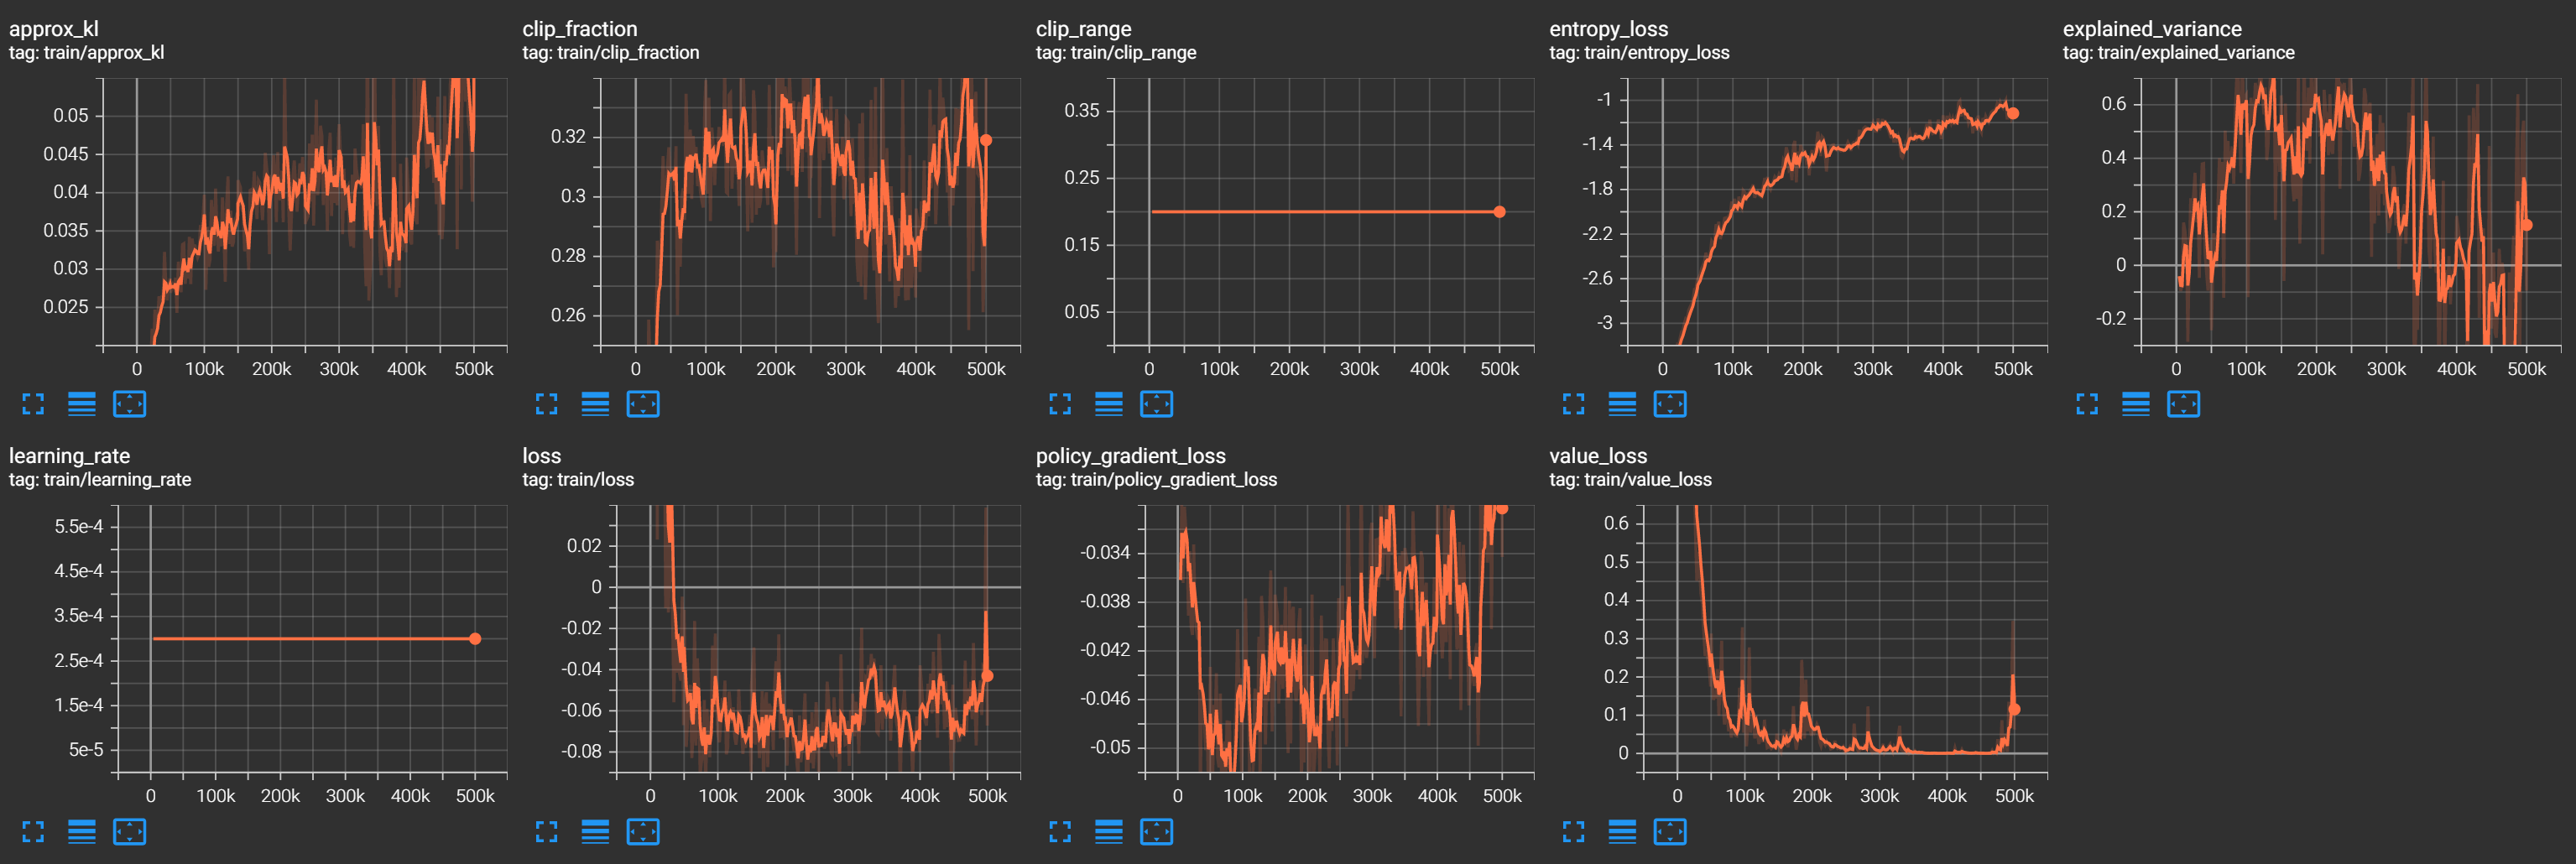 approx_kl
tag: train/approx_kl
0.05
0.045
0.04
0.035
0.03
0.025
0 100k 200k 300k 400k 500k
clip_fraction
tag: train/clip_fraction
0.32
0.3
0.28
0.26
0 100k 200k 300k 400k 500k
clip_range
tag: train/clip_range
0.35
0.25
0.15
0.05
0 100k 200k 300k 400k 500k
entropy_loss
tag: train/entropy_loss
-1
-1.4
-1.8
-2.2
-2.6
-3
0 100k 200k 300k 400k 500k
explained_variance
tag: train/explained_variance
0.6
0.4
0.2
0
-0.2
0 100k 200k 300k 400k 500k
learning_rate
tag: train/learning_rate
5.5e-4
4.5e-4
3.5e-4
2.5e-4
1.5e-4
5e-5
0 100k 200k 300k 400k 500k
loss
tag: train/loss
0.02
0
-0.02
-0.04
-0.06
-0.08
0 100k 200k 300k 400k 500k
policy_gradient_loss
tag: train/policy_gradient_loss
-0.034
-0.038
-0.042
-0.046
-0.05
0 100k 200k 300k 400k 500k
value_loss
tag: train/value_loss
0.6
0.5
0.4
0.3
0.2
0.1
0
0 100k 200k 300k 400k 500k